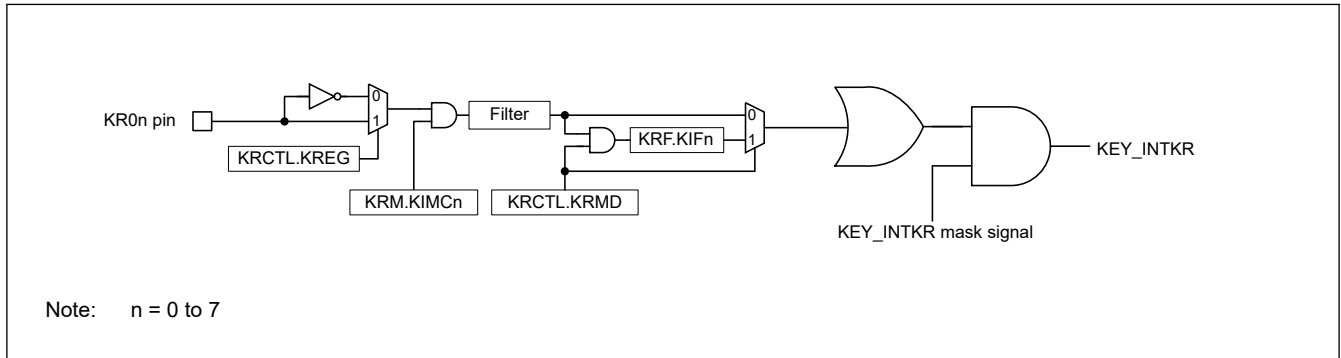 KR0n pin
0
1
KRCTL.KREG
KRM.KIMCn
Filter
KRF.KIFn
KRCTL.KRMD
0
1
KEY_INTKR
KEY_INTKR mask signal
Note: n = 0 to 7